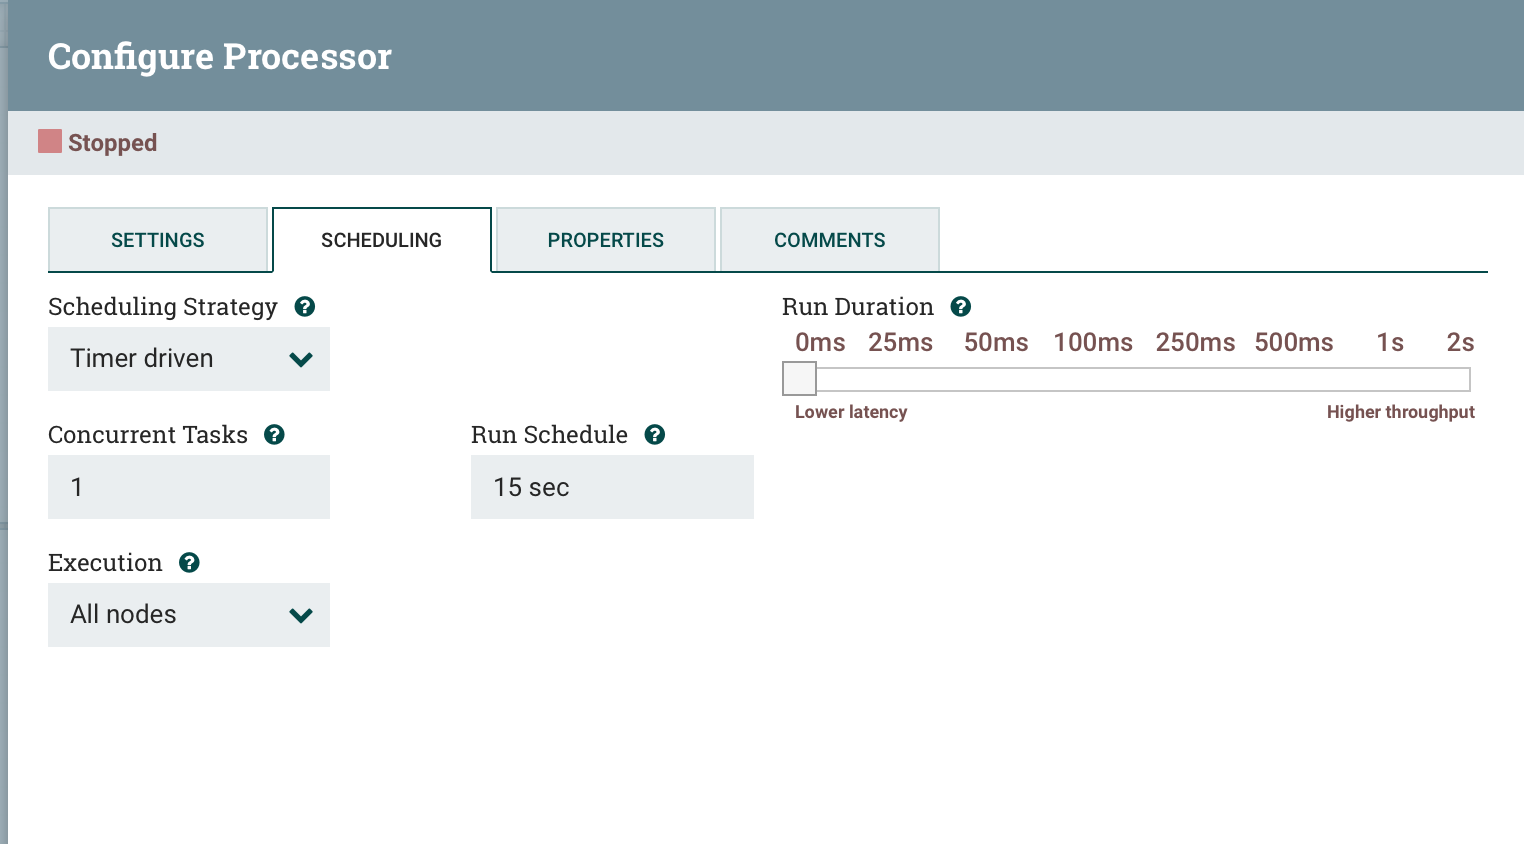 Configure Processor
Stopped
SETTINGS SCHEDULING PROPERTIES COMMENTS
Scheduling Strategy
Timer driven
Run Duration
0ms 25ms 50ms 100ms 250ms 500ms 1s 2s
Lower latency Higher throughput
Concurrent Tasks
1
Run Schedule
15 sec
Execution
All nodes